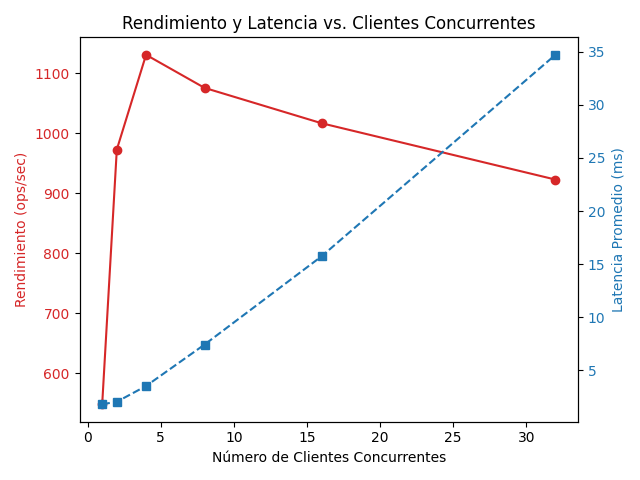 Rendimiento y Latencia vs. Clientes Concurrentes
Rendimiento (ops/sec)
1100
1000
900
800
700
600
35
30
25
20
15
10
5
Latencia Promedio (ms)
0 5 10 15 20 25 30
Número de Clientes Concurrentes